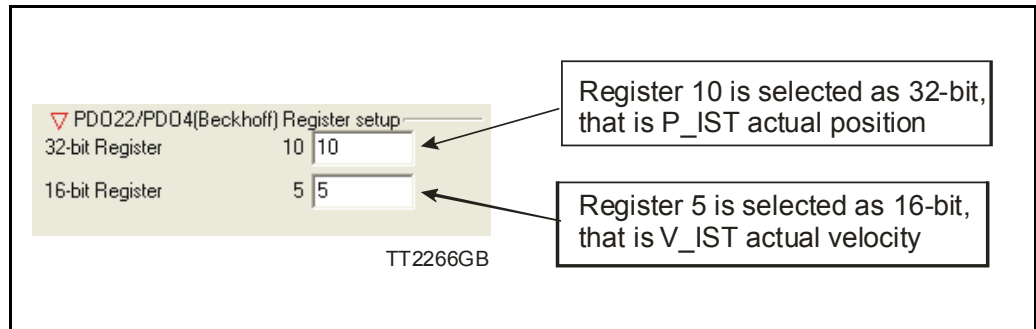 PDO22/PDO4(Beckhoff) Register setup
32-bit Register 10 10
16-bit Register 5 5
TT2266GB
Register 10 is selected as 32-bit,
that is P_IST actual position
Register 5 is selected as 16-bit,
that is V_IST actual velocity